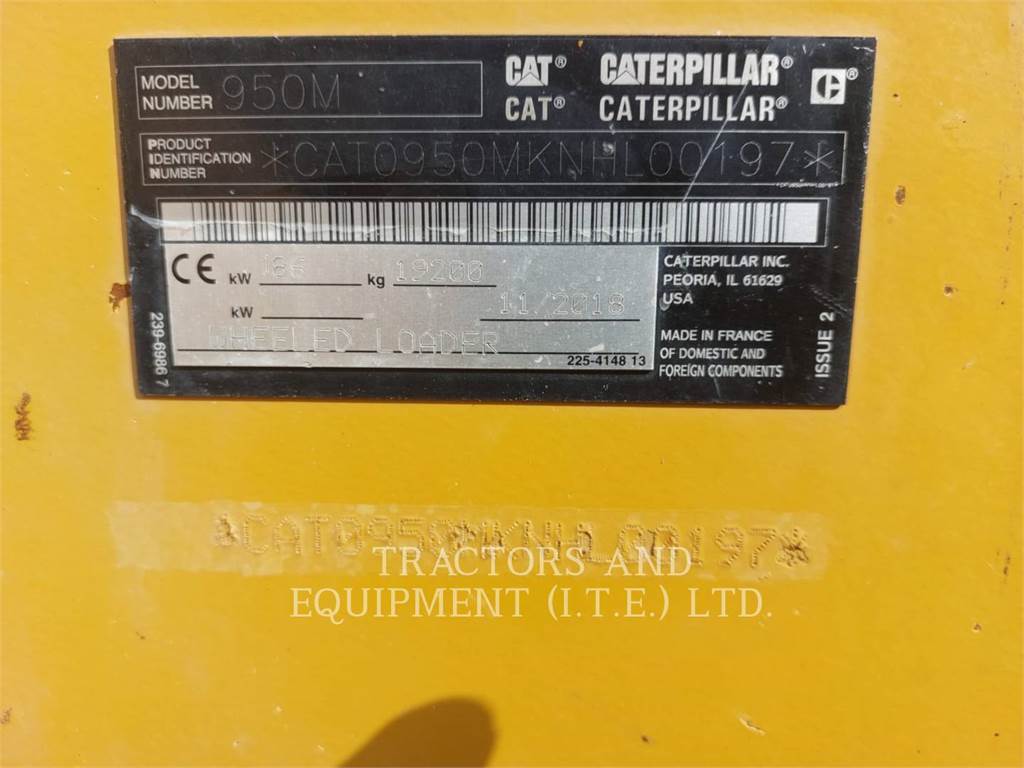 MODEL NUMBER 950M
CAT® CATERPILLAR® ®
CAT® CATERPILLAR®
PRODUCT IDENTIFICATION NUMBER *CAT0950MKNHL00197*
CE kW 186 kg 19200
kW 11/2018
WHEELED LOADER
225-4148 13
CATERPILLAR INC.
PEORIA, IL 61629
USA
MADE IN FRANCE
OF DOMESTIC AND
FOREIGN COMPONENTS
239-6986 7
ISSUE 2
*CAT0950MKNHL00197*
TRACTORS AND
EQUIPMENT (I.T.E.) LTD.